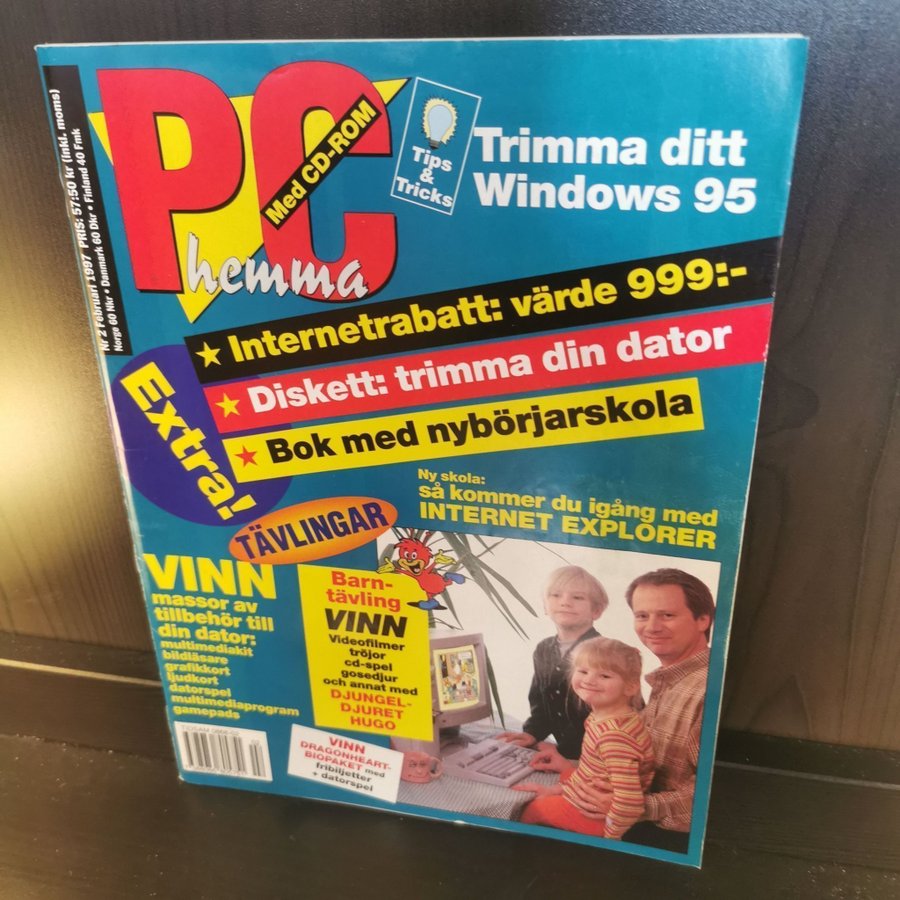 Nr 2 Februari 1997 PRIS: 57:50 kr (inkl. moms)
Norge 60 Nkr • Danmark 60 Dkr • Finland 40 Fmk
PC
hemma
Med CD-ROM
Tips
&
Tricks
Trimma ditt
Windows 95
Extra!
★ Internetrabatt: värde 999:-
★ Diskett: trimma din dator
★ Bok med nybörjarskola
Ny skola:
så kommer du igång med
INTERNET EXPLORER
TÄVLINGAR
VINN
massor av
tillbehör till
din dator:
multimediakit
bildläsare
grafikkort
ljudkort
datorspel
multimediaprogram
gamepads
Barn-
tävling
VINN
Videofilmer
tröjor
cd-spel
gosedjur
och annat med
DJUNGEL-
DJURET
HUGO
VINN
DRAGONHEART-
BIOPAKET med
fribiljetter
+ datorspel
TIDSAM